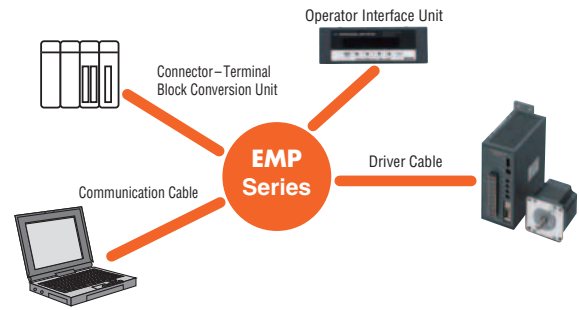 Operator Interface Unit
Connector–Terminal
Block Conversion Unit
EMP
Series
Driver Cable
Communication Cable